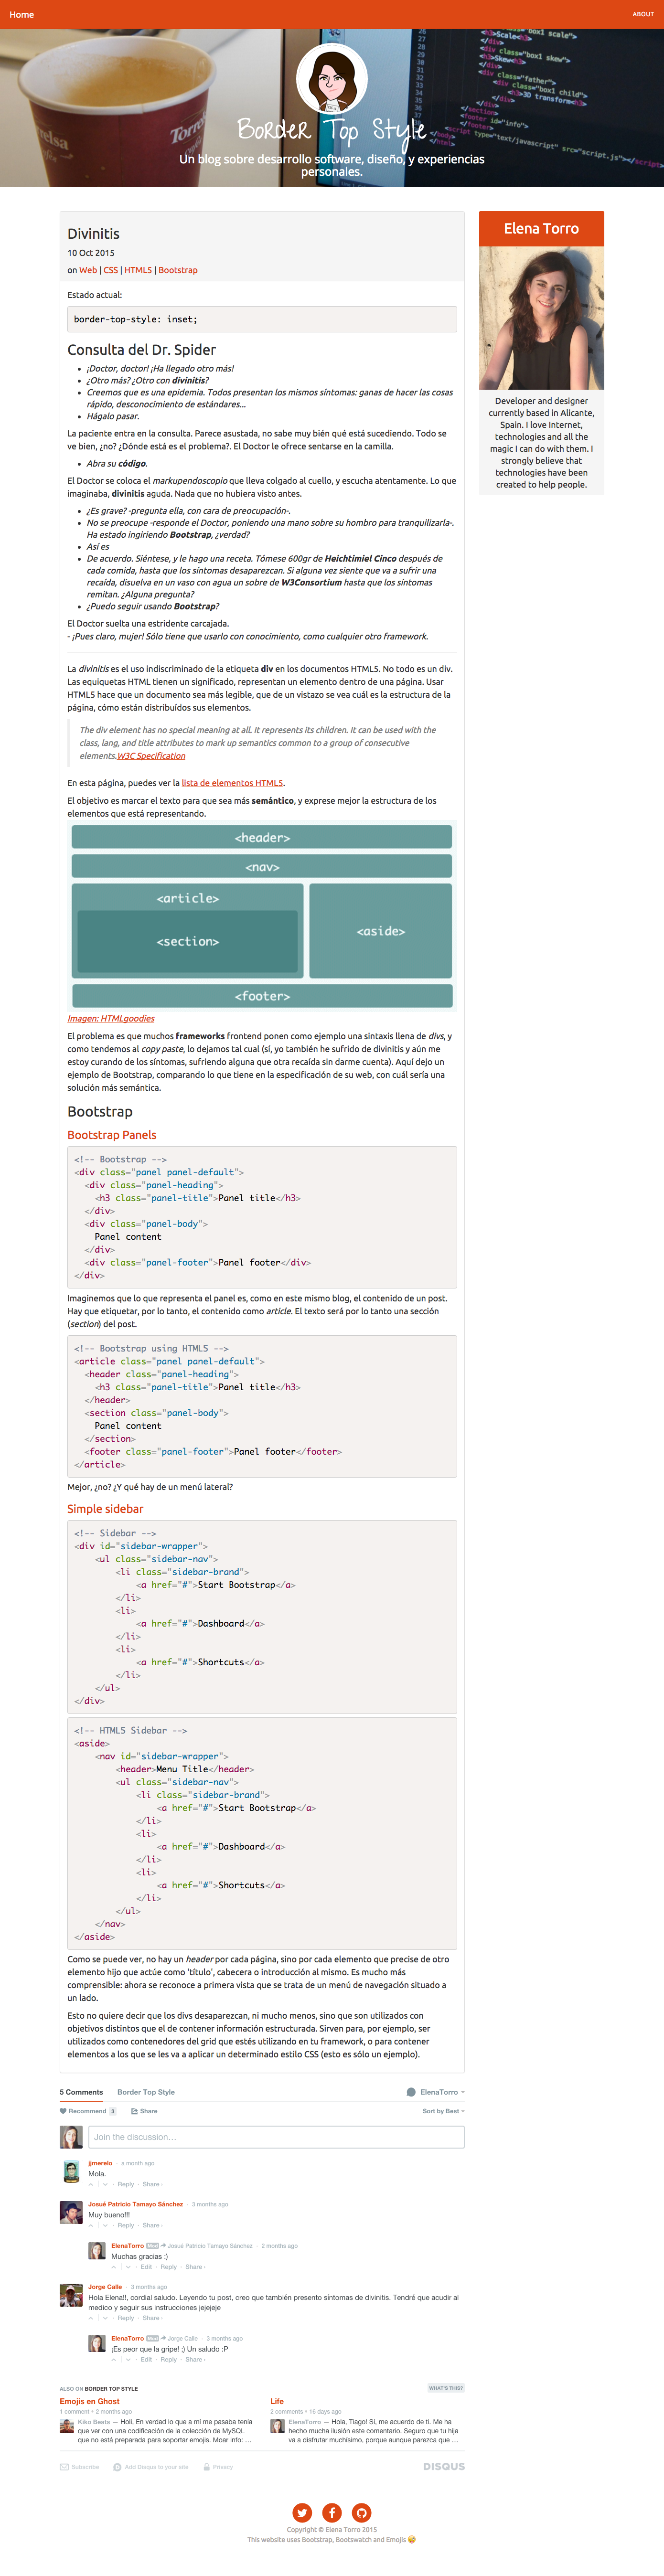 Home
ABOUT
Torrelsa
Border Top Style
Un blog sobre desarrollo software, diseño, y experiencias
personales.
Divinitis
10 Oct 2015
on Web | CSS | HTML5 | Bootstrap
Elena Torro
Developer and designer
currently based in Alicante,
Spain. I love Internet,
technologies and all the
magic I can do with them. I
strongly believe that
technologies have been
created to help people.
Estado actual:
border-top-style: inset;
Consulta del Dr. Spider
• ¡Doctor, doctor! ¡Ha llegado otro más!
• ¿Otro más? ¿Otro con divinitis?
• Creemos que es una epidemia. Todos presentan los mismos síntomas: ganas de hacer las cosas
rápido, desconocimiento de estándares...
• Hágalo pasar.
La paciente entra en la consulta. Parece asustada, no sabe muy bién qué está sucediendo. Todo se
ve bien, ¿no? ¿Dónde está es el problema?. El Doctor le ofrece sentarse en la camilla.
• Abra su código.
El Doctor se coloca el markupendoscopio que lleva colgado al cuello, y escucha atentamente. Lo que
imaginaba, divinitis aguda. Nada que no hubiera visto antes.
• ¿Es grave? -pregunta ella, con cara de preocupación-.
• No se preocupe -responde el Doctor, poniendo una mano sobre su hombro para tranquilizarla-.
Ha estado ingiriendo Bootstrap, ¿verdad?
• Así es
• De acuerdo. Siéntese, y le hago una receta. Tómese 600gr de Heichtimiel Cinco después de
cada comida, hasta que los síntomas desaparezcan. Si alguna vez siente que va a sufrir una
recaída, disuelva en un vaso con agua un sobre de W3Consortium hasta que los síntomas
remitan. ¿Alguna pregunta?
• ¿Puedo seguir usando Bootstrap?
El Doctor suelta una estridente carcajada.
- ¡Pues claro, mujer! Sólo tiene que usarlo con conocimiento, como cualquier otro framework.
La divinitis es el uso indiscriminado de la etiqueta div en los documentos HTML5. No todo es un div.
Las equiquetas HTML tienen un significado, representan un elemento dentro de una página. Usar
HTML5 hace que un documento sea más legible, que de un vistazo se vea cuál es la estructura de la
página, cómo están distribuídos sus elementos.
The div element has no special meaning at all. It represents its children. It can be used with the
class, lang, and title attributes to mark up semantics common to a group of consecutive
elements.W3C Specification
En esta página, puedes ver la lista de elementos HTML5.
El objetivo es marcar el texto para que sea más semántico, y exprese mejor la estructura de los
elementos que está representando.
<header>
<nav>
<article>
<section>
<aside>
<footer>
Imagen: HTMLgoodies
El problema es que muchos frameworks frontend ponen como ejemplo una sintaxis llena de divs, y
como tendemos al copy paste, lo dejamos tal cual (sí, yo también he sufrido de divinitis y aún me
estoy curando de los síntomas, sufriendo alguna que otra recaída sin darme cuenta). Aquí dejo un
ejemplo de Bootstrap, comparando lo que tiene en la especificación de su web, con cuál sería una
solución más semántica.
Bootstrap
Bootstrap Panels
<!-- Bootstrap -->
<div class="panel panel-default">
<div class="panel-heading">
<h3 class="panel-title">Panel title</h3>
</div>
<div class="panel-body">
Panel content
</div>
<div class="panel-footer">Panel footer</div>
</div>
Imaginemos que lo que representa el panel es, como en este mismo blog, el contenido de un post.
Hay que etiquetar, por lo tanto, el contenido como article. El texto será por lo tanto una sección
(section) del post.
<!-- Bootstrap using HTML5 -->
<article class="panel panel-default">
<header class="panel-heading">
<h3 class="panel-title">Panel title</h3>
</header>
<section class="panel-body">
Panel content
</section>
<footer class="panel-footer">Panel footer</footer>
</article>
Mejor, ¿no? ¿Y qué hay de un menú lateral?
Simple sidebar
<!-- Sidebar -->
<div id="sidebar-wrapper">
<ul class="sidebar-nav">
<li class="sidebar-brand">
<a href="#">Start Bootstrap</a>
</li>
<li>
<a href="#">Dashboard</a>
</li>
<li>
<a href="#">Shortcuts</a>
</li>
</ul>
</div>
<!-- HTML5 Sidebar -->
<aside>
<nav id="sidebar-wrapper">
<header>Menu Title</header>
<ul class="sidebar-nav">
<li class="sidebar-brand">
<a href="#">Start Bootstrap</a>
</li>
<li>
<a href="#">Dashboard</a>
</li>
<li>
<a href="#">Shortcuts</a>
</li>
</ul>
</nav>
</aside>
Como se puede ver, no hay un header por cada página, sino por cada elemento que precise de otro
elemento hijo que actúe como 'título', cabecera o introducción al mismo. Es mucho más
comprensible: ahora se reconoce a primera vista que se trata de un menú de navegación situado a
un lado.
Esto no quiere decir que los divs desaparezcan, ni mucho menos, sino que son utilizados con
objetivos distintos que el de contener información estructurada. Sirven para, por ejemplo, ser
utilizados como contenedores del grid que estés utilizando en tu framework, o para contener
elementos a los que se les va a aplicar un determinado estilo CSS (esto es sólo un ejemplo).
5 Comments
Border Top Style
ElenaTorro
Recommend 3
Share
Sort by Best
Join the discussion…
jjmerelo · a month ago
Mola.
Reply · Share ›
Josué Patricio Tamayo Sánchez · 3 months ago
Muy bueno!!!
Reply · Share ›
ElenaTorro Mod Josué Patricio Tamayo Sánchez · 2 months ago
Muchas gracias :)
Edit · Reply · Share ›
Jorge Calle · 3 months ago
Hola Elena!!, cordial saludo. Leyendo tu post, creo que también presento síntomas de divinitis. Tendré que acudir al
medico y seguir sus instrucciones jejejeje
Reply · Share ›
ElenaTorro Mod Jorge Calle · 3 months ago
¡Es peor que la gripe! ;) Un saludo :P
Edit · Reply · Share ›
ALSO ON BORDER TOP STYLE
WHAT'S THIS?
Emojis en Ghost
1 comment • 2 months ago
Kiko Beats — Holi, En verdad lo que a mí me pasaba tenía
que ver con una codificación de la colección de MySQL
que no está preparada para soportar emojis. Moar info: …
Life
2 comments • 16 days ago
ElenaTorro — Hola, Tiago! Sí, me acuerdo de ti. Me ha
hecho mucha ilusión este comentario. Seguro que tu hija
va a disfrutar muchísimo, porque aunque parezca que …
Subscribe
Add Disqus to your site
Privacy
DISQUS
Copyright © Elena Torro 2015
This website uses Bootstrap, Bootswatch and Emojis 😄